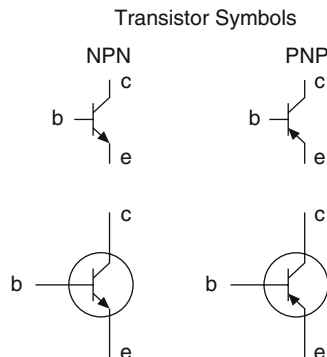 Transistor Symbols
NPN PNP
c c
b b
e e
c c
b b
e e